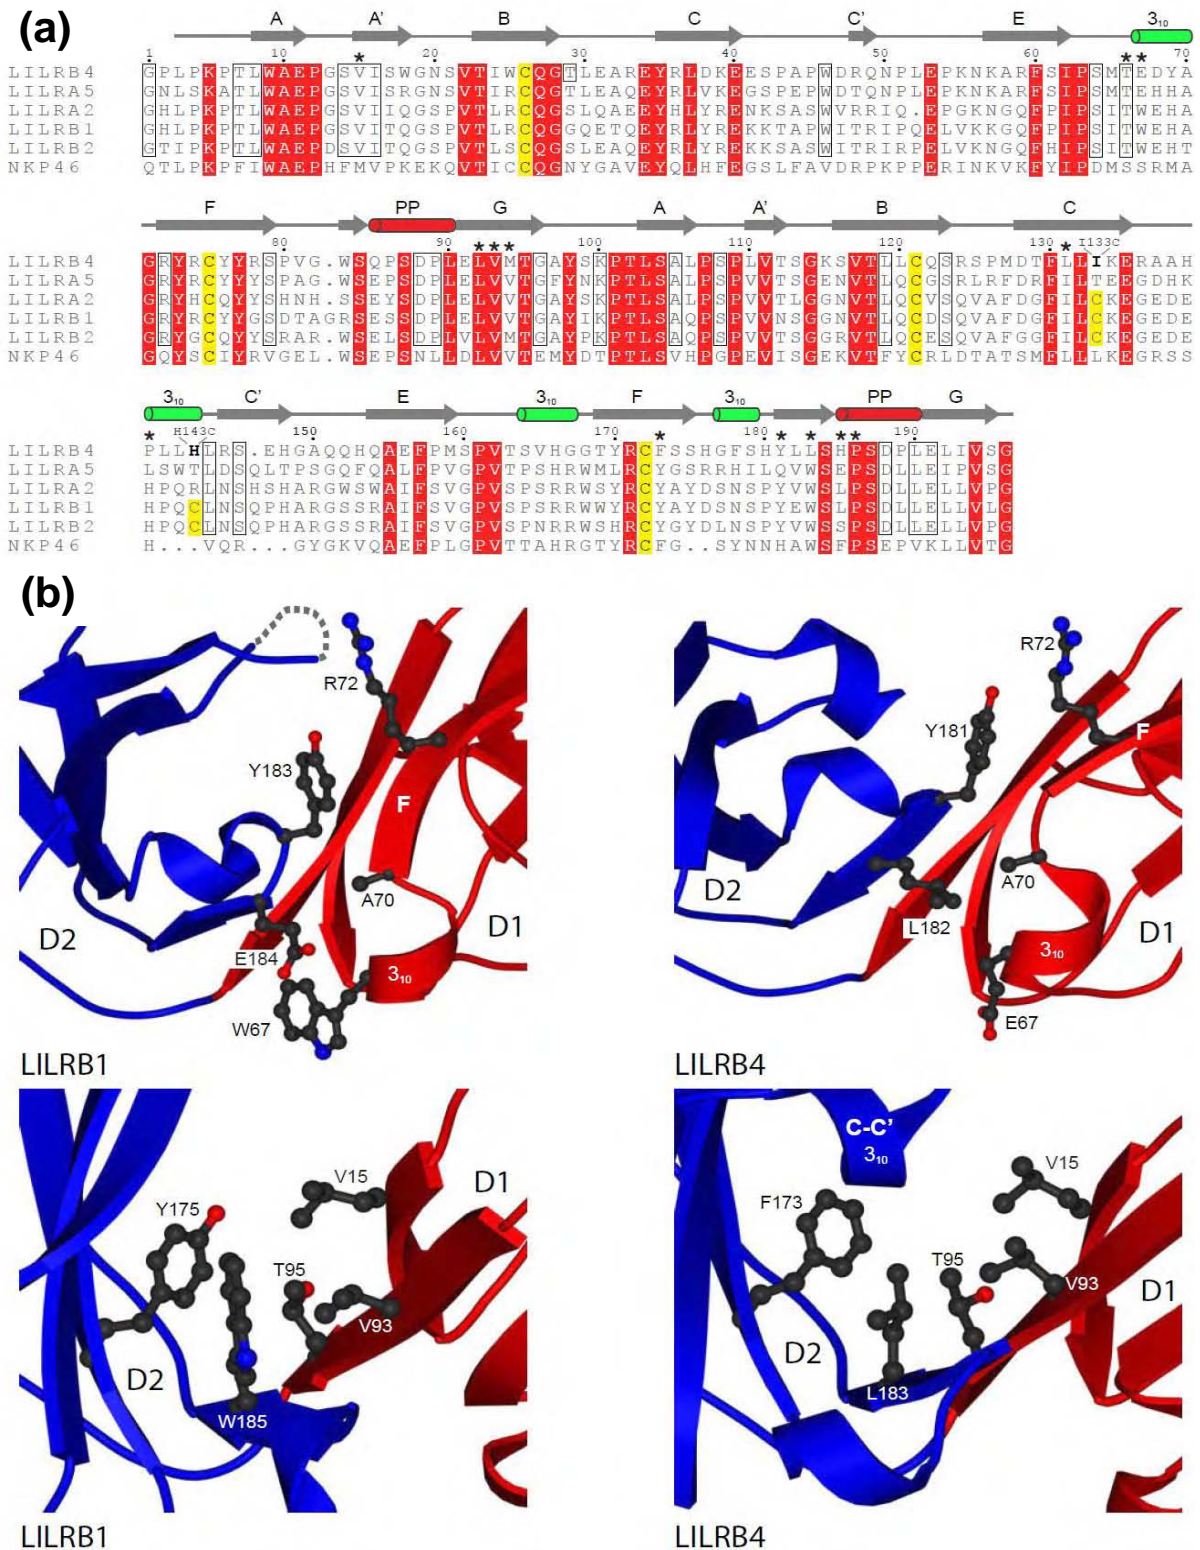 (a)
A A' B C C' E 3₁₀
1 10 * 20 30 40 50 60 ** 70
LILRB4 GPLPKPTLWAEPGSVISWGNSVTIWCQGTLEAREYRLDKEESPAPWDRQNPLEPKNKARFSIPSMTEDYA
LILRA5 GNLSKATLWAEPGSVISRGNSVTIRCQGTLEAQEYRLVKEGSPEPWDTQNPLEPKNKARFSIPSMTEHHA
LILRA2 GHLPKPTLWAEPGSVITQGSPVTLRCQGSLQAEEYHLYRENKSASWVRRIQ.EPGKNGQFPIPSITWEHA
LILRB1 GHLPKPTLWAEPGSVITQGSPVTLRCQGGQETQEYRLYREKKTAPWITRIPQELVKKGQFPIPSITWEHA
LILRB2 GTIPKPTLWAEPDSVITQGSPVTLSCQGSLEAQEYRLYREKKSASWITRIRPELVKNGQFHIPSITWEHA
NKP46 QTLPKPFIWAEPHFMVPKEKQVTICCQGNYGAVEYQLHFEGSLFAVDRPKPPERINKVKFYIPDMSSRMA
F PP G A A' B C
80 90 *** 100 110 120 130 * I133C
LILRB4 GRYRCYYRSPVG.WSQPSDPLELVMTGAYSKPTLSALPSPLVTSGKSVTLLCQSRSPMDTFLLIKERAAH
LILRA5 GRYRCYYYSPAG.WSEPSDPLELVVTGFYNKPTLSALPSPVVTSGENVTLQCGSRLRFDRFILTEEGDHK
LILRA2 GRYHCQYYSHNH.SSEYSDPLELVVTGAYSKPTLSALPSPVVTLGGNVTLQCVSQVAFDGFILCKEGEDE
LILRB1 GRYRCYYGSDTAGRSESSDPLELVVTGAYIKPTLSAQPSPVVNSGGNVTLQCDSQVAFDGFILCKEGEDE
LILRB2 GRYGCYYYSRAR.WSELSDPLVLVMTGAYPKPTLSAQPSPVVTSGGRVTLQCESQVAFGGFILCKEGEDE
NKP46 GQYSCIYRVGEL.WSEPSNLLDLVVTEMYDTPTLSVHPGPEVISGEKVTFYCRLDTATSMFLLLKEGRSS
3₁₀ C' E 3₁₀ F 3₁₀ PP G
* H143C 150 160 170 * 180 * * ** 190
LILRB4 PLLHLRS.EHGAQQHQAEFPMSPVTSVHGGTYRCFSSHGFSHYLLSHPSDPLELIVSG
LILRA5 LSWTLDSQLTPSGQFQALFPVGPVTPSHRWMLRCYGSRRHILQVWSEPSDLLEIPVSG
LILRA2 HPQRLNSHSHARGWSWAIFSVGPVSPSRRWSYRCYAYDSNSPYVWSLPSDLLELLVPG
LILRB1 HPQCLNSQPHARGSSRAIFSVGPVSPSRRWWYRCYAYDSNSPYEWSLPSDLLELLVLG
LILRB2 HPQCLNSQPHARGSSRAIFSVGPVSPNRRWSHRCYGYDLNSPYVWSSPSDLLELLVPG
NKP46 H...VQR...GYGKVQAEFPLGPVTTAHRGTYRCFG..SYNNHAWSFPSEPVKLLVTG
(b)
R72
Y183
F
A70
D2
D1
E184
3₁₀
W67
LILRB1
R72
Y181
F
D2
A70
L182
D1
3₁₀
E67
LILRB4
V15
D1
Y175
T95
V93
D2
W185
LILRB1
C-C'
3₁₀
V15
F173
T95
V93
D1
D2
L183
LILRB4